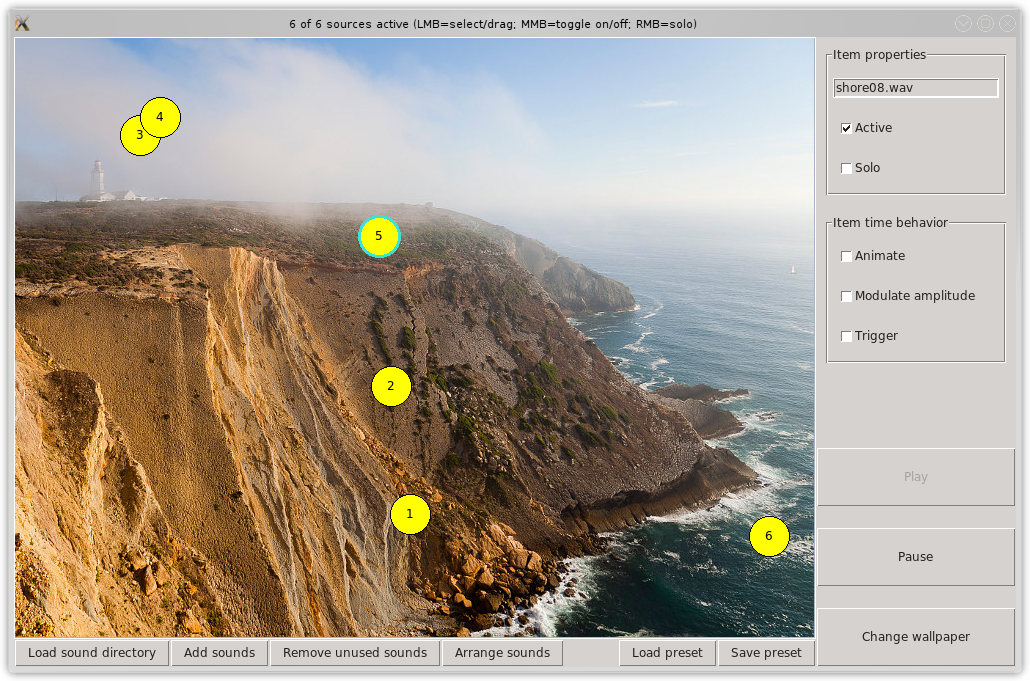 6 of 6 sources active (LMB=select/drag; MMB=toggle on/off; RMB=solo)
4
3
5
2
1
6
Item properties
shore08.wav
Active
Solo
Item time behavior
Animate
Modulate amplitude
Trigger
Play
Pause
Change wallpaper
Load sound directory
Add sounds
Remove unused sounds
Arrange sounds
Load preset
Save preset